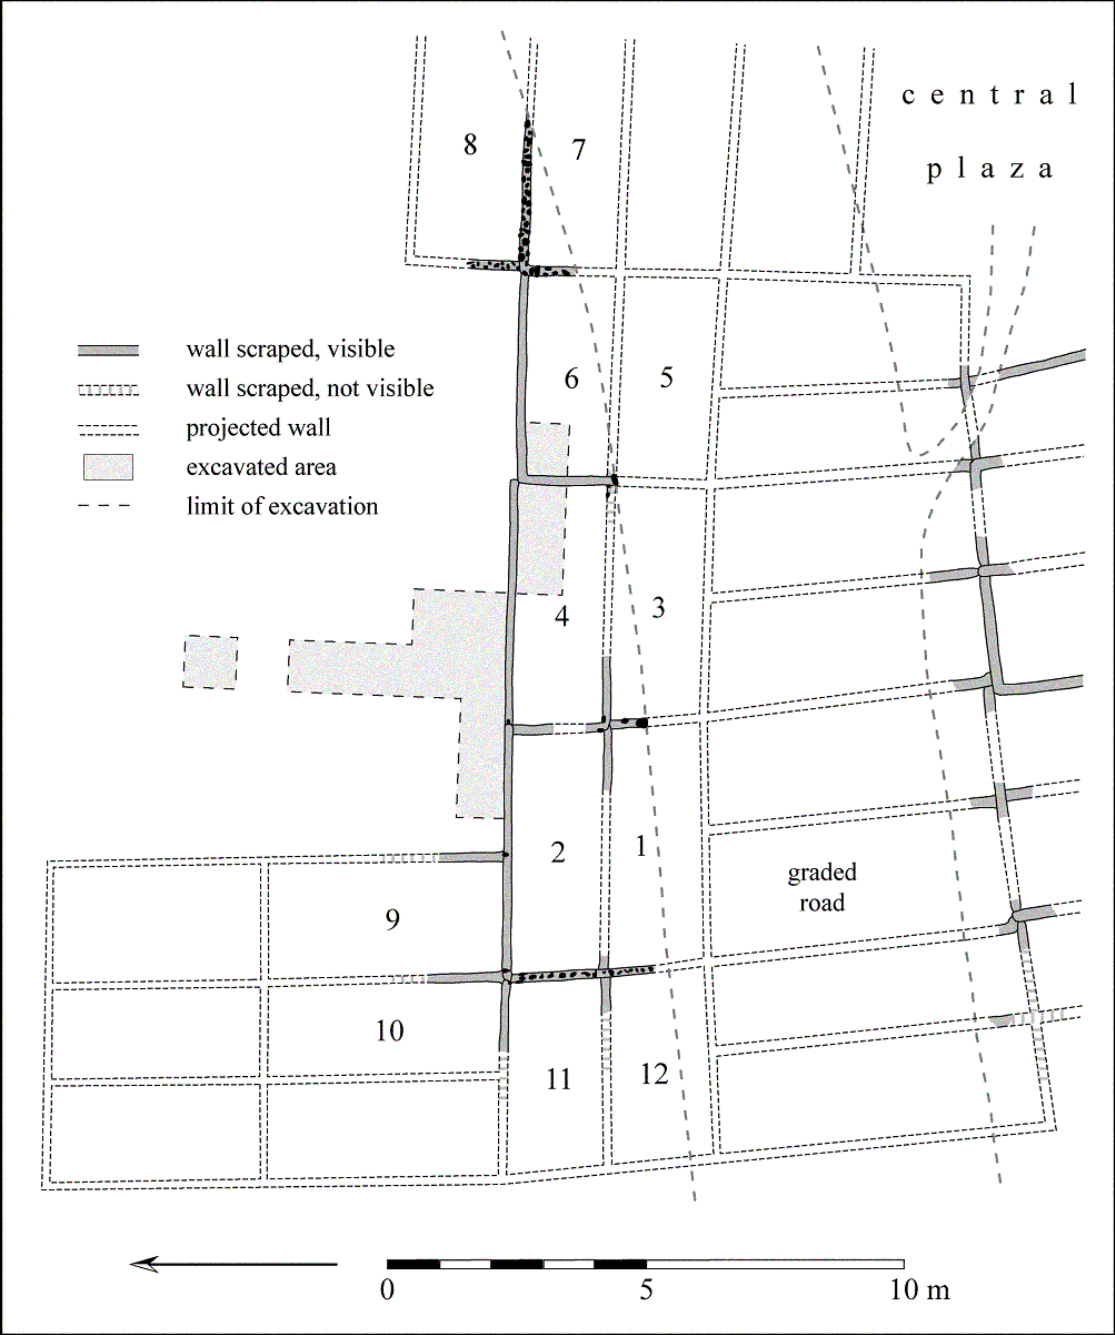 c e n t r a l
p l a z a
8
7
wall scraped, visible
wall scraped, not visible
projected wall
excavated area
limit of excavation
6
5
4
3
2
1
graded
road
9
10
11
12
0
5
10 m